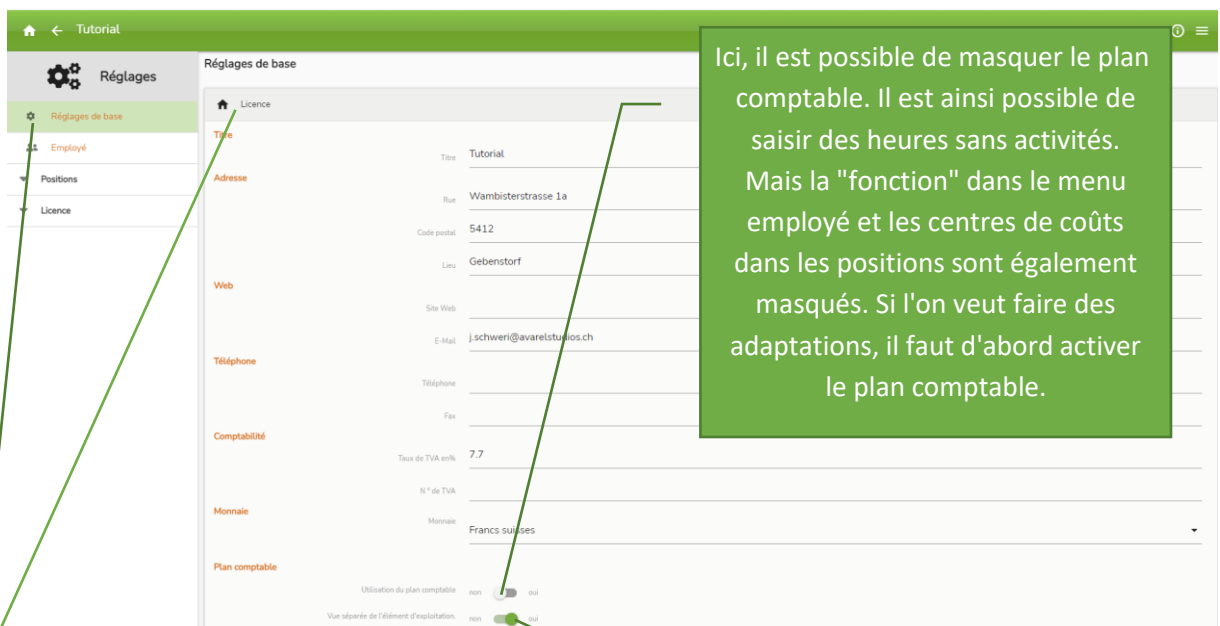 Tutorial
Réglages
Réglages de base
Employé
Positions
Licence
Réglages de base
Licence
Titre
Titre Tutorial
Adresse
Rue Wambisterstrasse 1a
Code postal 5412
Lieu Gebenstorf
Web
Site Web
E-Mail j.schweri@avarelstudios.ch
Téléphone
Téléphone
Fax
Comptabilité
Taux de TVA en% 7.7
N ° de TVA
Monnaie
Monnaie
Francs suisses
Plan comptable
Utilisation du plan comptable non oui
Vue séparée de l'élément d'exploitation. non oui
Ici, il est possible de masquer le plan
comptable. Il est ainsi possible de
saisir des heures sans activités.
Mais la "fonction" dans le menu
employé et les centres de coûts
dans les positions sont également
masqués. Si l'on veut faire des
adaptations, il faut d'abord activer
le plan comptable.